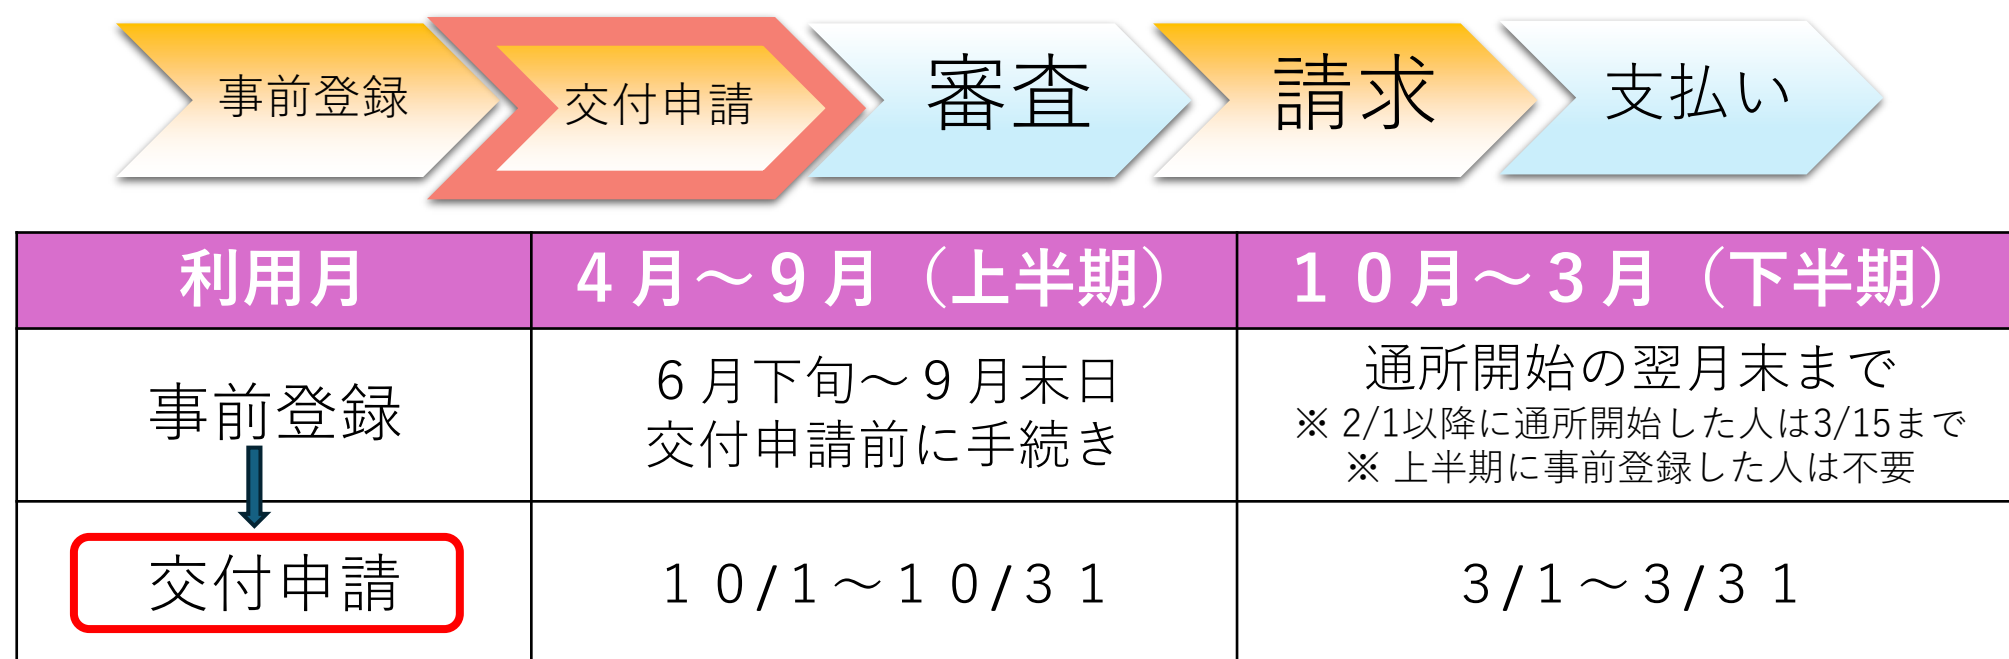 事前登録
交付申請
審査
請求
支払い
利用月
４月～９月（上半期）
１０月～３月（下半期）
事前登録
６月下旬～９月末日
交付申請前に手続き
通所開始の翌月末まで
※ 2/1以降に通所開始した人は3/15まで
※ 上半期に事前登録した人は不要
交付申請
１０/１～１０/３１
３/１～３/３１